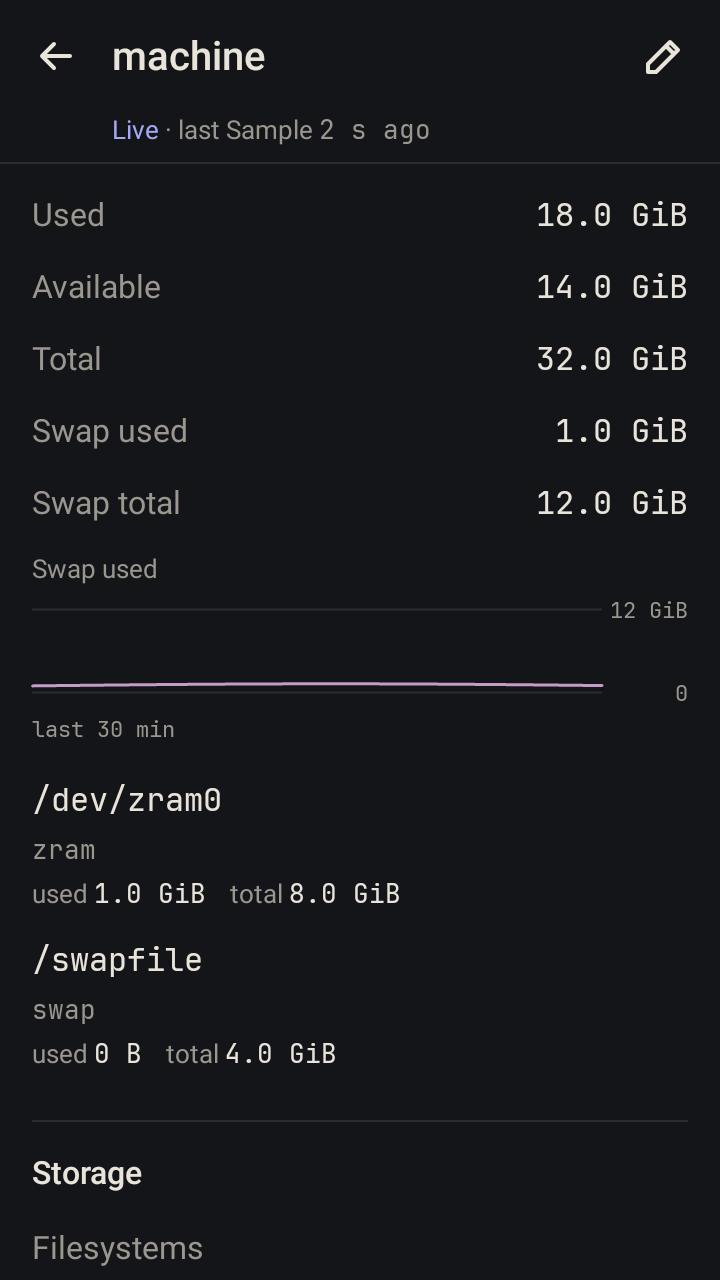 machine
Live · last Sample 2 s ago
Used 18.0 GiB
Available 14.0 GiB
Total 32.0 GiB
Swap used 1.0 GiB
Swap total 12.0 GiB
Swap used
12 GiB
0
last 30 min
/dev/zram0
zram
used 1.0 GiB total 8.0 GiB
/swapfile
swap
used 0 B total 4.0 GiB
Storage
Filesystems